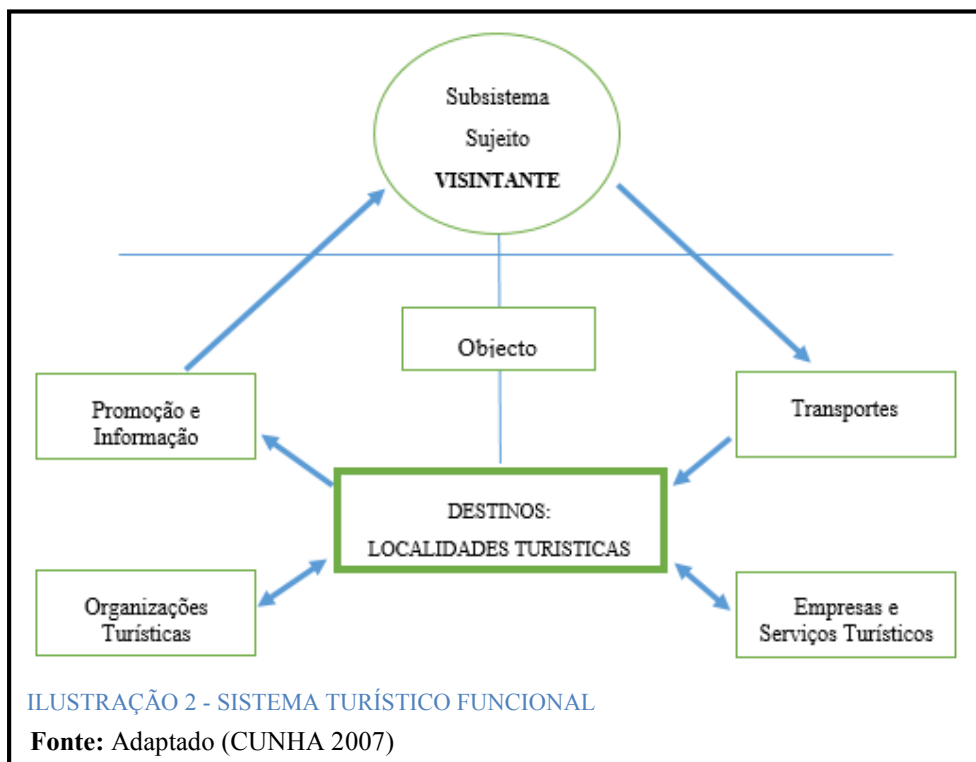 Subsistema
Sujeito
VISINTANTE
Objecto
Promoção e
Informação
Transportes
DESTINOS:
LOCALIDADES TURISTICAS
Organizações
Turísticas
Empresas e
Serviços Turísticos
ILUSTRAÇÃO 2 - SISTEMA TURÍSTICO FUNCIONAL
Fonte: Adaptado (CUNHA 2007)